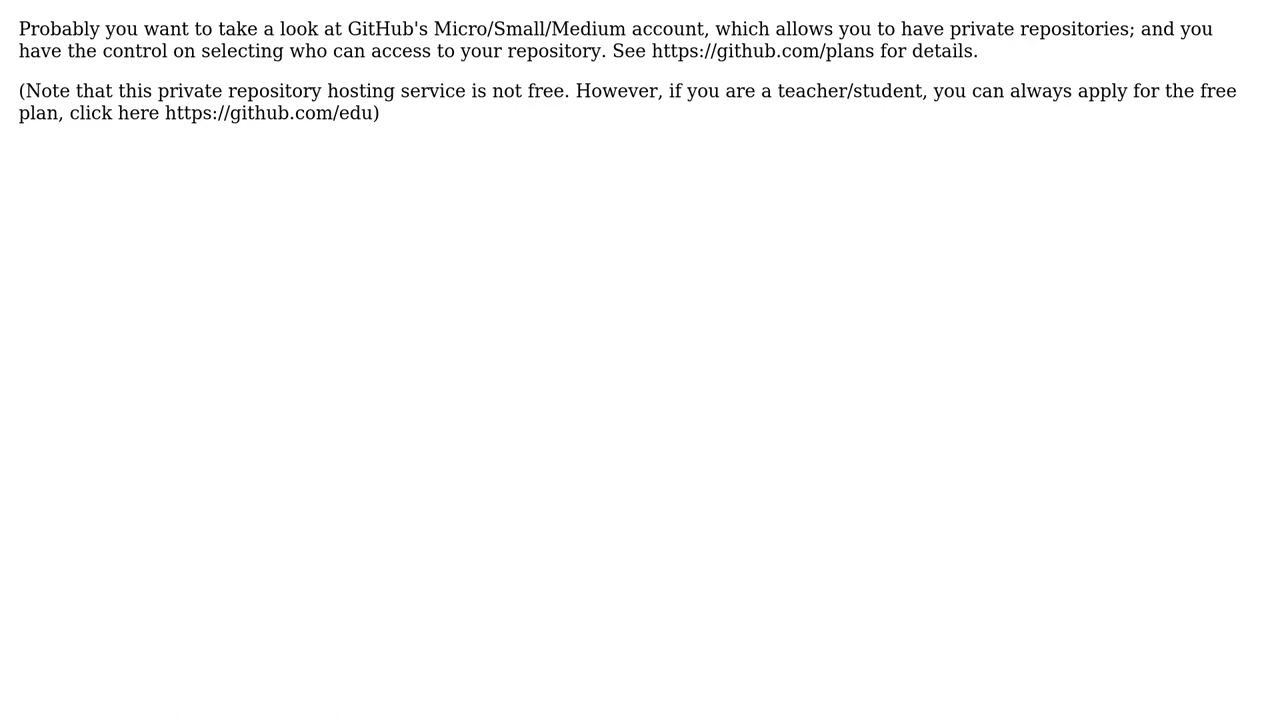 Probably you want to take a look at GitHub's Micro/Small/Medium account, which allows you to have private repositories; and you
have the control on selecting who can access to your repository. See https://github.com/plans for details.
(Note that this private repository hosting service is not free. However, if you are a teacher/student, you can always apply for the free
plan, click here https://github.com/edu)